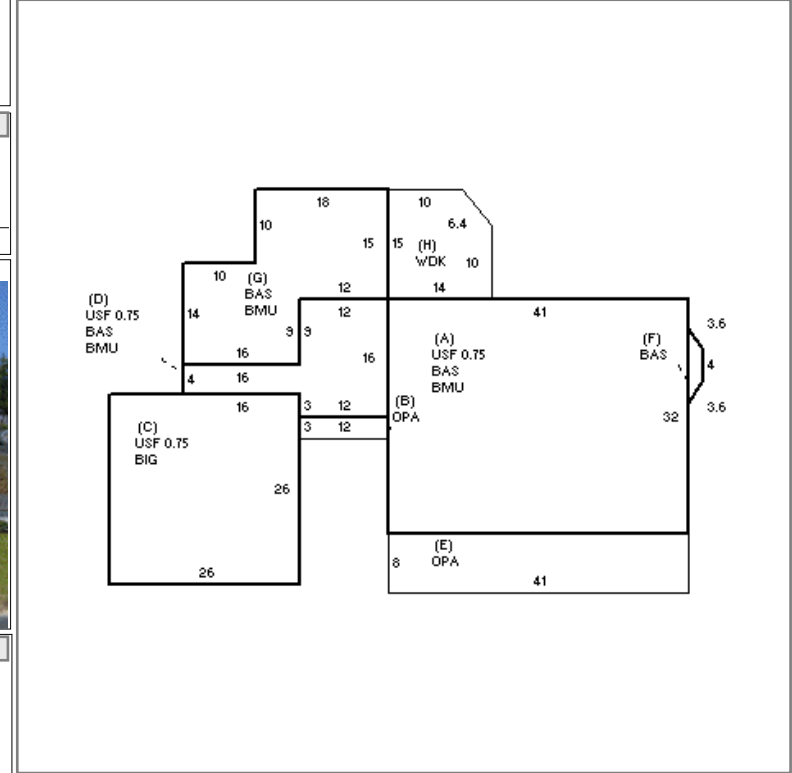 18
10
10
6.4
15
15
(H)
WDK
10
10
(G)
BAS
BMU
12
14
(D)
USF 0.75
BAS
BMU
14
12
41
9
9
(A)
USF 0.75
BAS
BMU
(F)
BAS
3.6
16
16
4
4
16
3.6
16
3
12
(B)
OPA
32
(C)
USF 0.75
BIG
3
12
26
26
(E)
OPA
8
41